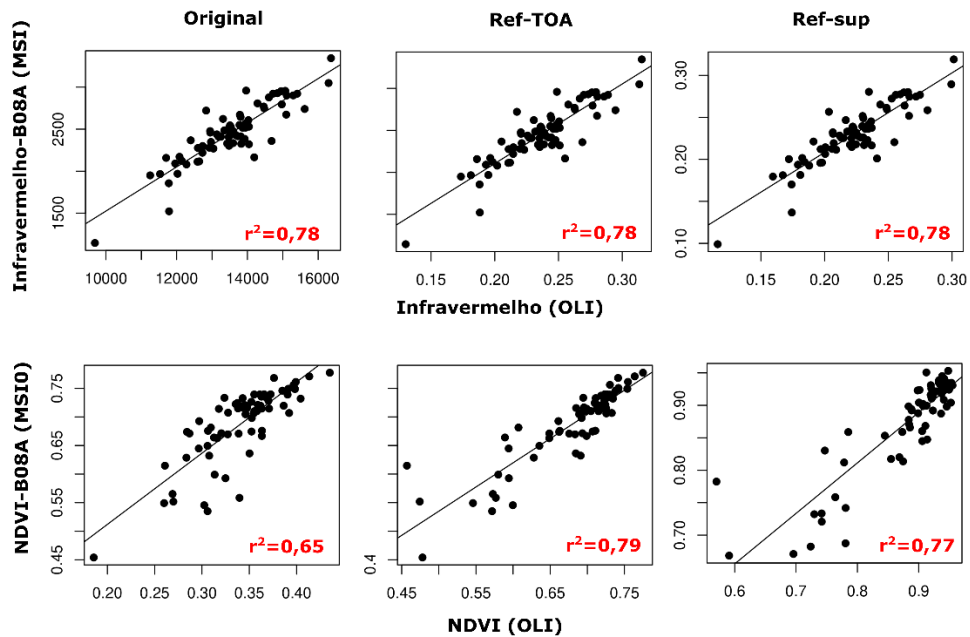 Original
Ref-TOA
Ref-sup
Infravermelho-B08A (MSI)
1500
2500
r²=0,78
10000 12000 14000 16000
r²=0,78
0.15 0.20 0.25 0.30
0.10
0.20
0.30
r²=0,78
0.15 0.20 0.25 0.30
Infravermelho (OLI)
NDVI-B08A (MSI0)
0.45
0.55
0.65
0.75
r²=0,65
0.20 0.25 0.30 0.35 0.40
0.4
r²=0,79
0.45 0.55 0.65 0.75
0.70
0.80
0.90
r²=0,77
0.6 0.7 0.8 0.9
NDVI (OLI)